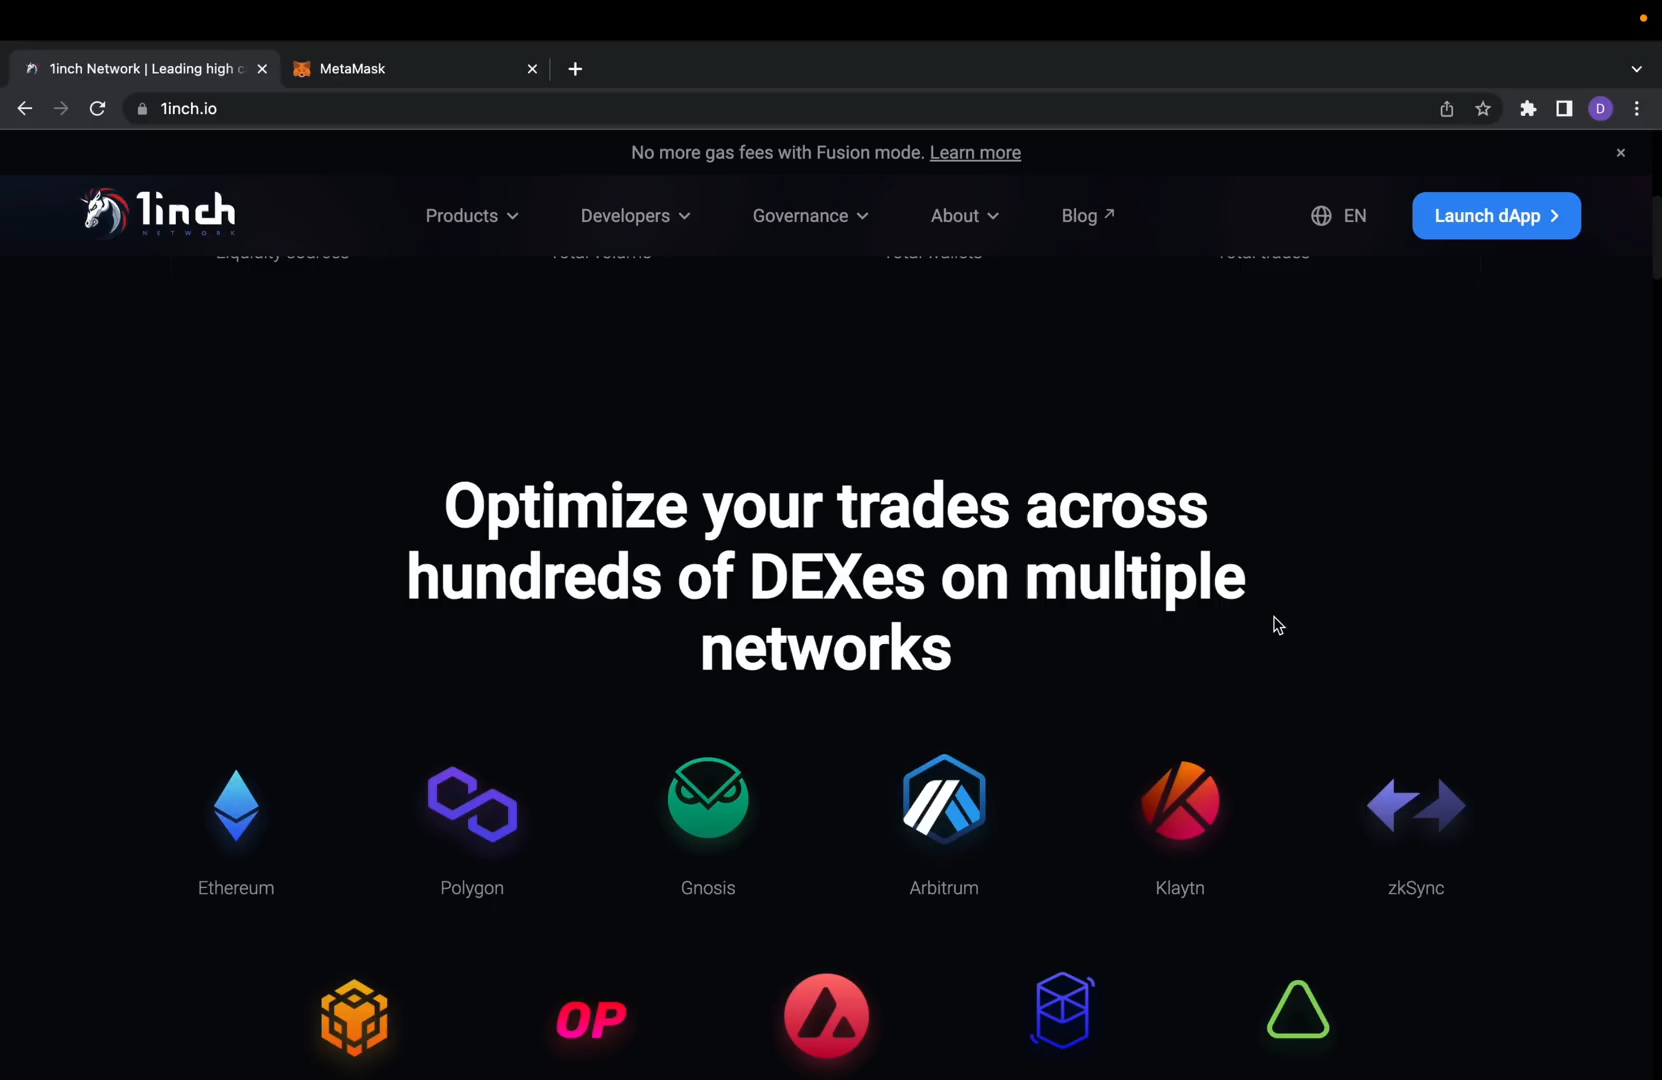 1inch Network | Leading high c
MetaMask
1inch.io
D
No more gas fees with Fusion mode. Learn more
1inch
NETWORK
Products
Developers
Governance
About
Blog
EN
Launch dApp
Liquidity sources
Total volume
Total wallets
Total trades
Optimize your trades across
hundreds of DEXes on multiple
networks
Ethereum
Polygon
Gnosis
Arbitrum
Klaytn
zkSync
OP